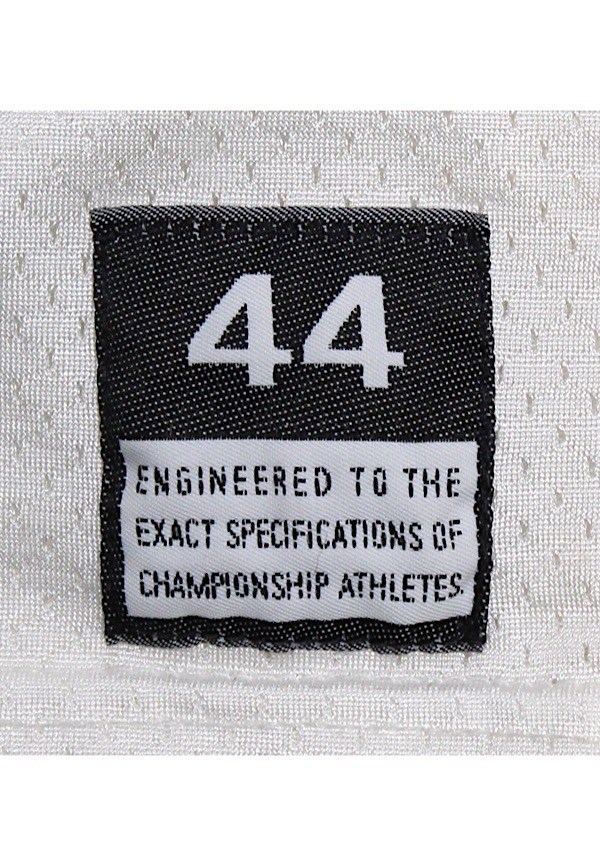 44
ENGINEERED TO THE
EXACT SPECIFICATIONS OF
CHAMPIONSHIP ATHLETES.